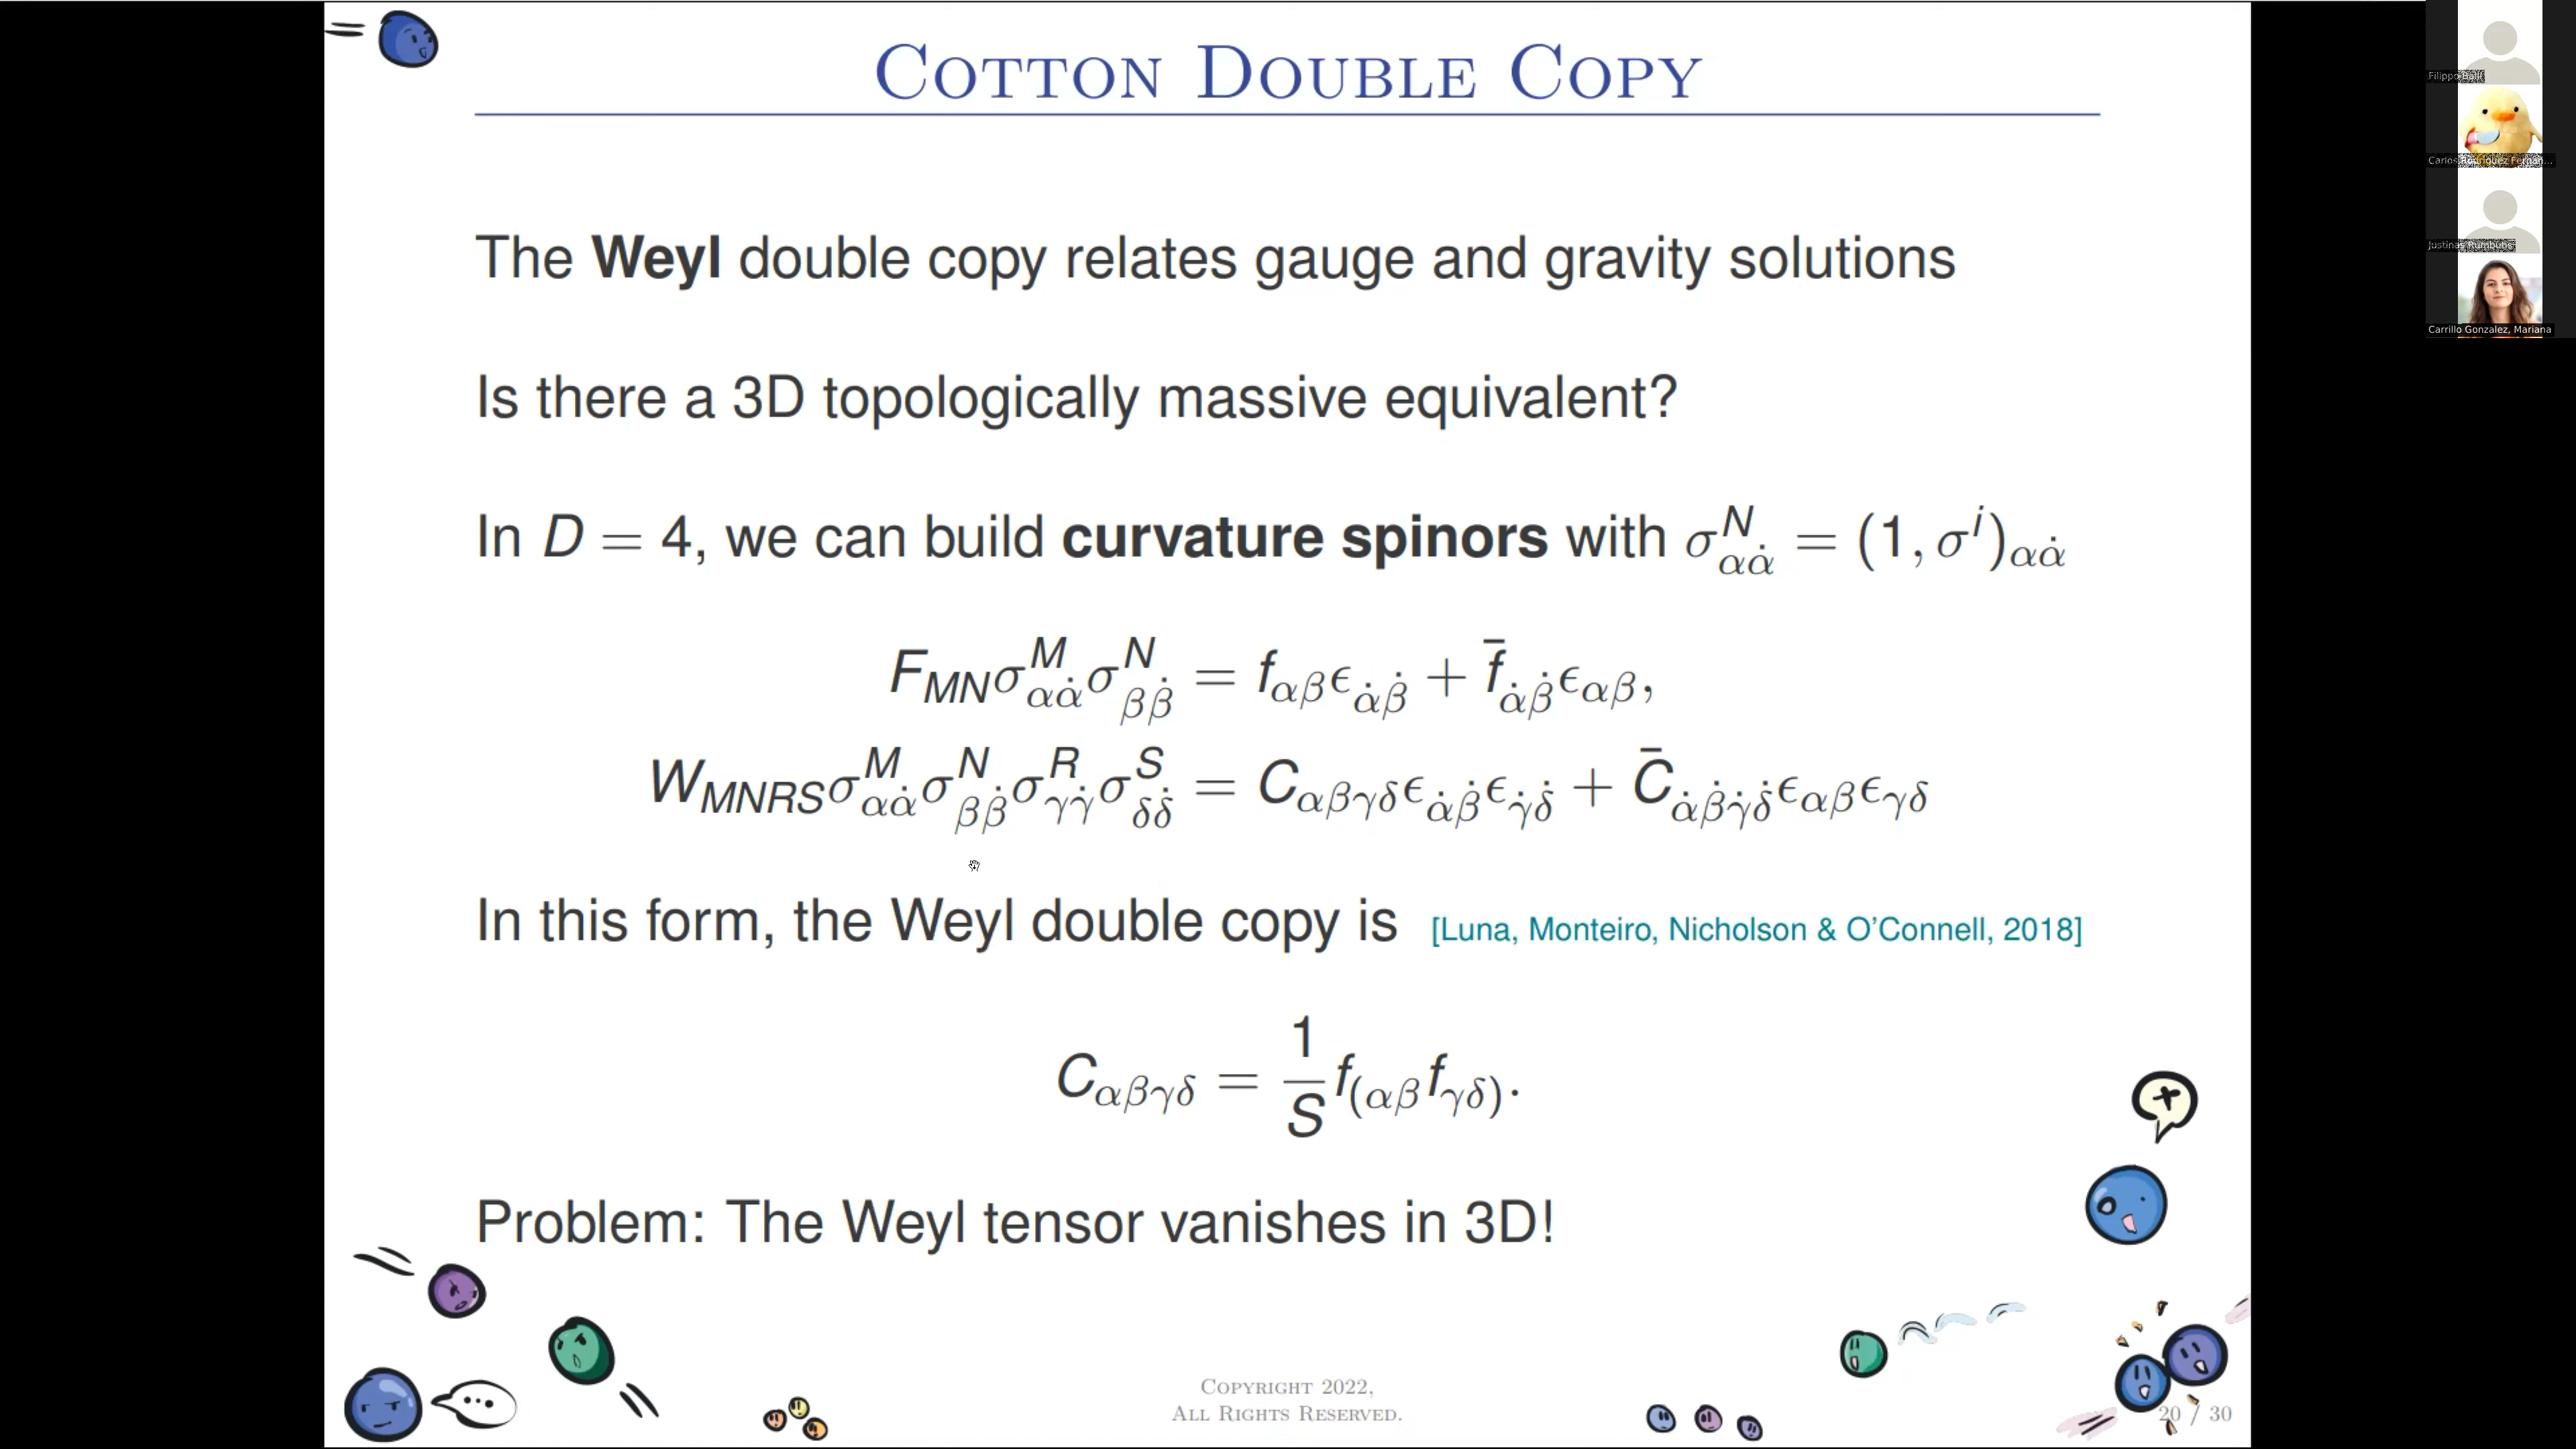 COTTON DOUBLE COPY
The Weyl double copy relates gauge and gravity solutions
Is there a 3D topologically massive equivalent?
In D = 4, we can build curvature spinors with σ^N_{αα̇} = (1, σ^i)_{αα̇}
F_{MN}σ^M_{αα̇}σ^N_{ββ̇} = f_{αβ}ϵ_{α̇β̇} + f̄_{α̇β̇}ϵ_{αβ},
W_{MNRS}σ^M_{αα̇}σ^N_{ββ̇}σ^R_{γγ̇}σ^S_{δδ̇} = C_{αβγδ}ϵ_{α̇β̇}ϵ_{γ̇δ̇} + C̄_{α̇β̇γ̇δ̇}ϵ_{αβ}ϵ_{γδ}
In this form, the Weyl double copy is [Luna, Monteiro, Nicholson & O'Connell, 2018]
C_{αβγδ} = \frac{1}{S} f_{(αβ}f_{γδ)}.
Problem: The Weyl tensor vanishes in 3D!
COPYRIGHT 2022,
ALL RIGHTS RESERVED.
20 / 30
Filippo
Carlos Rodriguez
Justinas
Carrillo Gonzalez, Mariana